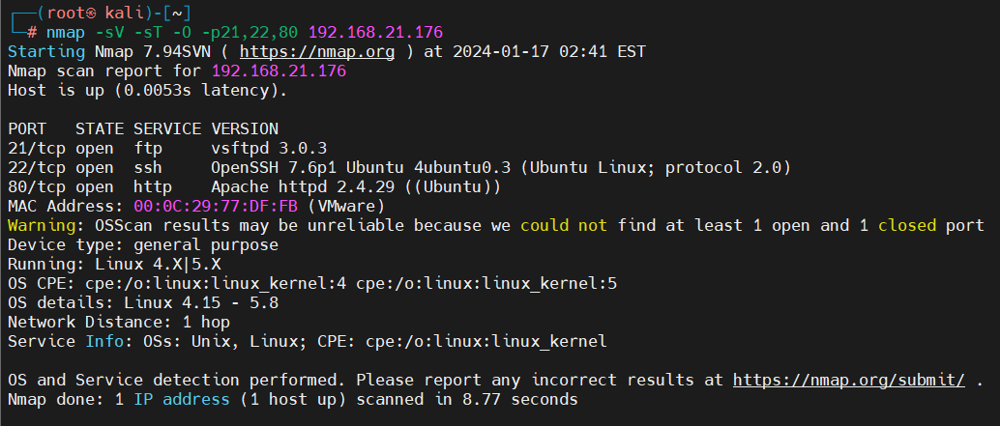 ┌──(root㉿ kali)-[~]
└─# nmap -sV -sT -O -p21,22,80 192.168.21.176
Starting Nmap 7.94SVN ( https://nmap.org ) at 2024-01-17 02:41 EST
Nmap scan report for 192.168.21.176
Host is up (0.0053s latency).

PORT   STATE SERVICE VERSION
21/tcp open  ftp     vsftpd 3.0.3
22/tcp open  ssh     OpenSSH 7.6p1 Ubuntu 4ubuntu0.3 (Ubuntu Linux; protocol 2.0)
80/tcp open  http    Apache httpd 2.4.29 ((Ubuntu))
MAC Address: 00:0C:29:77:DF:FB (VMware)
Warning: OSScan results may be unreliable because we could not find at least 1 open and 1 closed port
Device type: general purpose
Running: Linux 4.X|5.X
OS CPE: cpe:/o:linux:linux_kernel:4 cpe:/o:linux:linux_kernel:5
OS details: Linux 4.15 - 5.8
Network Distance: 1 hop
Service Info: OSs: Unix, Linux; CPE: cpe:/o:linux:linux_kernel

OS and Service detection performed. Please report any incorrect results at https://nmap.org/submit/ .
Nmap done: 1 IP address (1 host up) scanned in 8.77 seconds